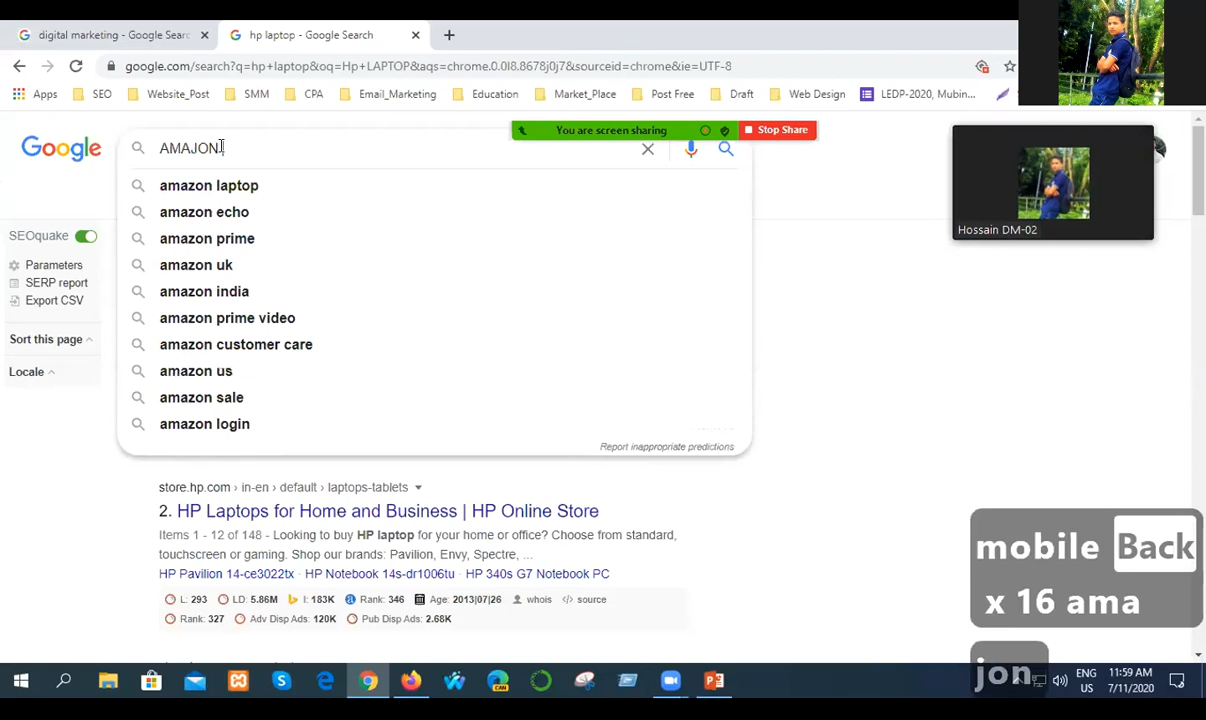 digital marketing - Google Searc
hp laptop - Google Search
google.com/search?q=hp+laptop&oq=Hp+LAPTOP&aqs=chrome.0.0l8.8678j0j7&sourceid=chrome&ie=UTF-8
Apps SEO Website_Post SMM CPA Email_Marketing Education Market_Place Post Free Draft Web Design LEDP-2020, Mubin...
You are screen sharing Stop Share
Google
AMAJON
amazon laptop
amazon echo
amazon prime
amazon uk
amazon india
amazon prime video
amazon customer care
amazon us
amazon sale
amazon login
Report inappropriate predictions
SEOquake
Parameters
SERP report
Export CSV
Sort this page
Locale
Hossain DM-02
store.hp.com › in-en › default › laptops-tablets
2. HP Laptops for Home and Business | HP Online Store
Items 1 - 12 of 148 - Looking to buy HP laptop for your home or office? Choose from standard,
touchscreen or gaming. Shop our brands: Pavilion, Envy, Spectre, ...
HP Pavilion 14-ce3022tx · HP Notebook 14s-dr1006tu · HP 340s G7 Notebook PC
L: 293 LD: 5.86M I: 183K Rank: 346 Age: 2013|07|26 whois source
Rank: 327 Adv Disp Ads: 120K Pub Disp Ads: 2.68K
mobile Back
x 16 ama
jon
ENG
US
11:59 AM
7/11/2020